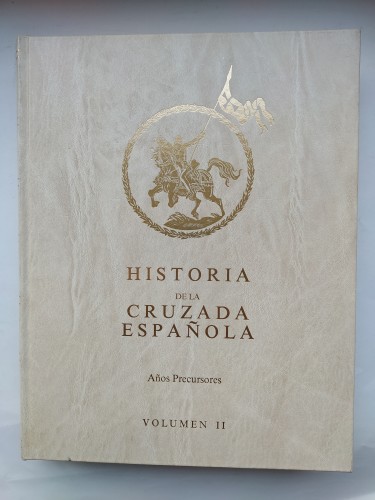 HISTORIA
DE LA
CRUZADA
ESPAÑOLA
Años Precursores
VOLUMEN II